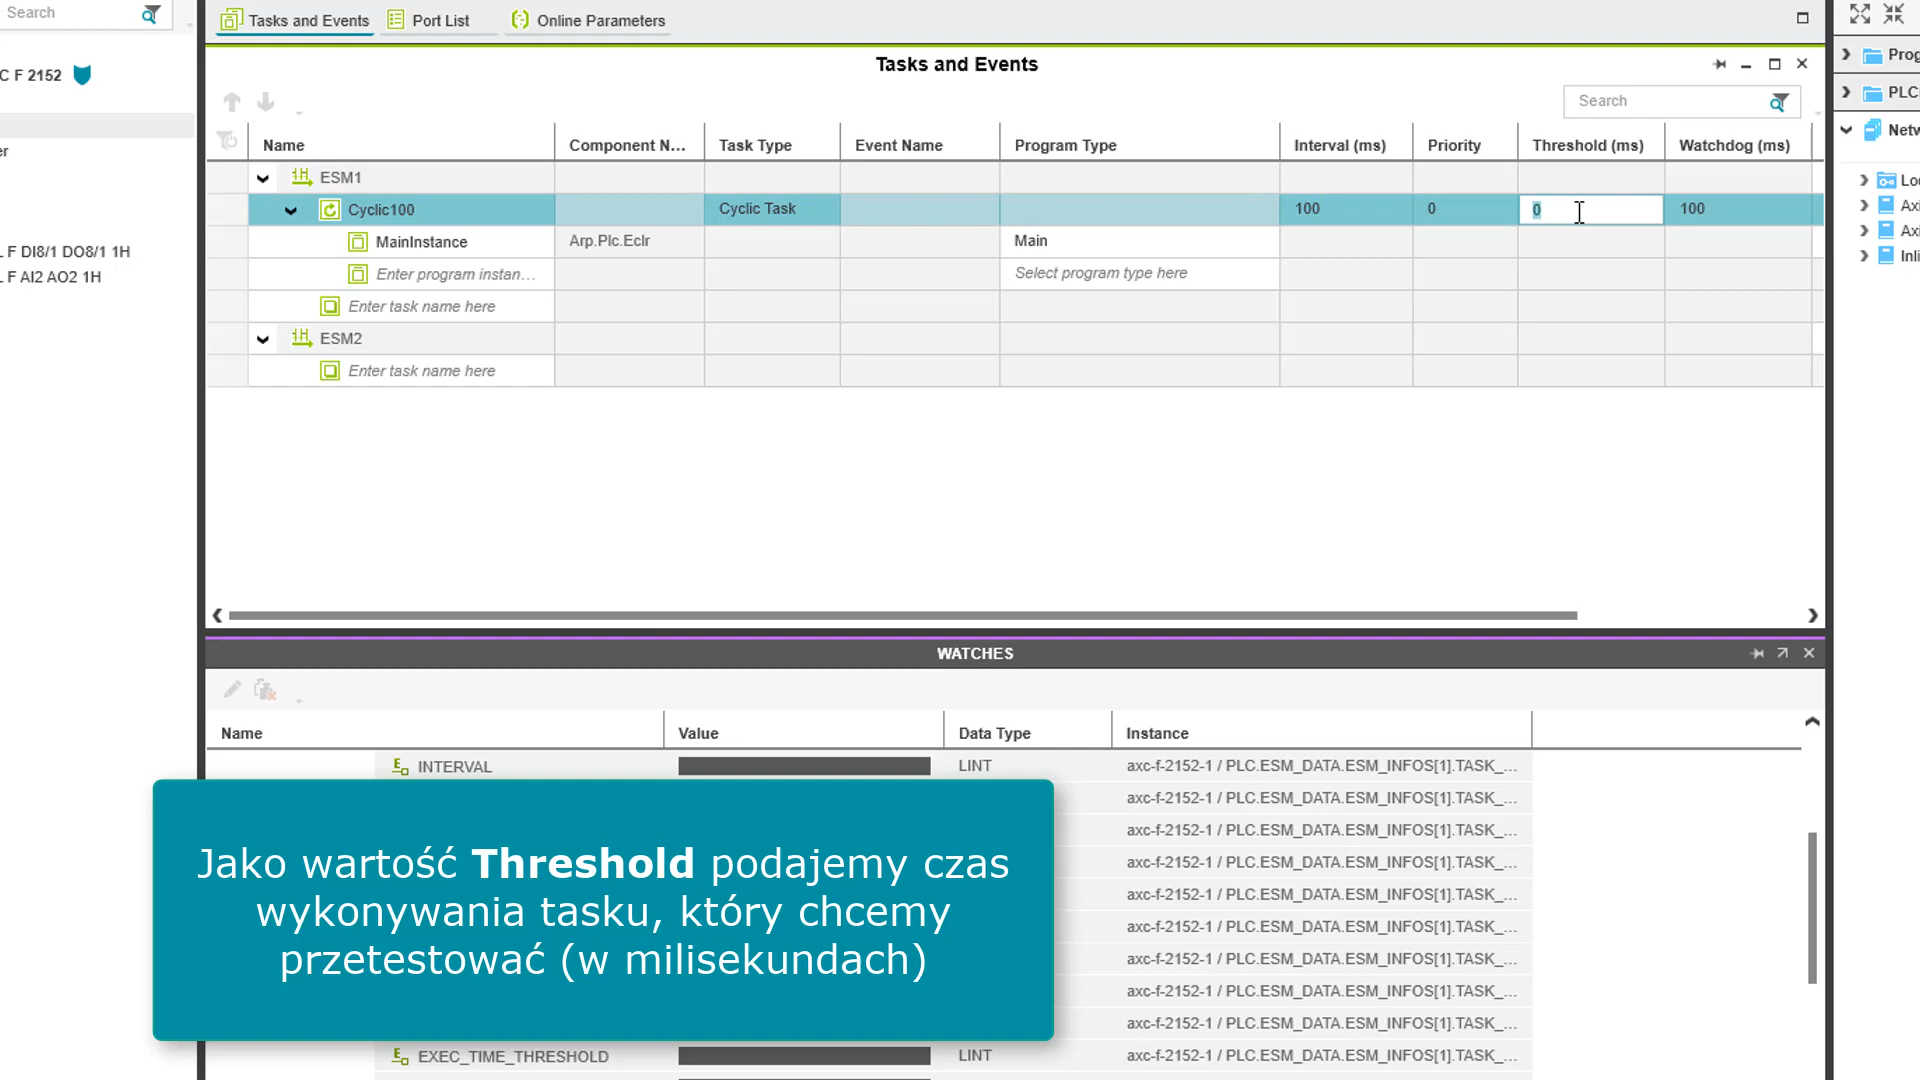 Search
Tasks and Events
Port List
Online Parameters
C F 2152
Tasks and Events
Search
Name
Component N...
Task Type
Event Name
Program Type
Interval (ms)
Priority
Threshold (ms)
Watchdog (ms)
ESM1
Cyclic100
Cyclic Task
100
0
0
100
MainInstance
Arp.Plc.Eclr
Main
Enter program instan...
Select program type here
Enter task name here
ESM2
Enter task name here
er
L F DI8/1 DO8/1 1H
L F AI2 AO2 1H
Prog
PLC
Netw
Loc
Axi
Axi
Inli
WATCHES
Name
Value
Data Type
Instance
INTERVAL
LINT
axc-f-2152-1 / PLC.ESM_DATA.ESM_INFOS[1].TASK_...
axc-f-2152-1 / PLC.ESM_DATA.ESM_INFOS[1].TASK_...
axc-f-2152-1 / PLC.ESM_DATA.ESM_INFOS[1].TASK_...
axc-f-2152-1 / PLC.ESM_DATA.ESM_INFOS[1].TASK_...
axc-f-2152-1 / PLC.ESM_DATA.ESM_INFOS[1].TASK_...
axc-f-2152-1 / PLC.ESM_DATA.ESM_INFOS[1].TASK_...
axc-f-2152-1 / PLC.ESM_DATA.ESM_INFOS[1].TASK_...
axc-f-2152-1 / PLC.ESM_DATA.ESM_INFOS[1].TASK_...
axc-f-2152-1 / PLC.ESM_DATA.ESM_INFOS[1].TASK_...
EXEC_TIME_THRESHOLD
LINT
axc-f-2152-1 / PLC.ESM_DATA.ESM_INFOS[1].TASK_...
Jako wartość Threshold podajemy czas
wykonywania tasku, który chcemy
przetestować (w milisekundach)